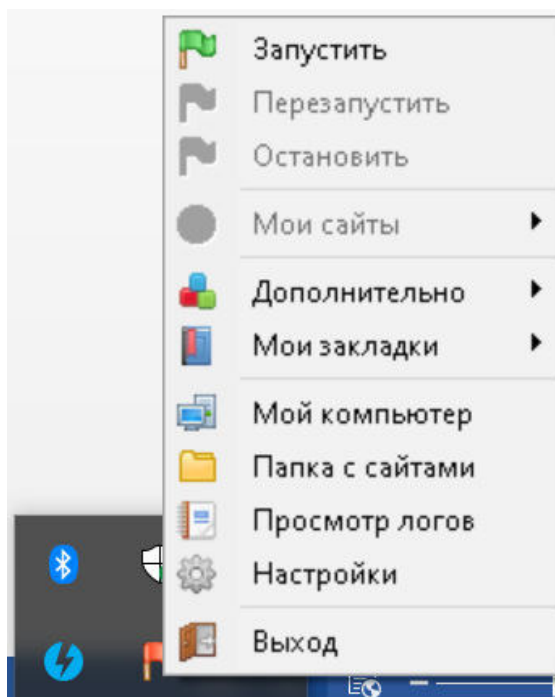 Запустить
Перезапустить
Остановить
Мои сайты
Дополнительно
Мои закладки
Мой компьютер
Папка с сайтами
Просмотр логов
Настройки
Выход